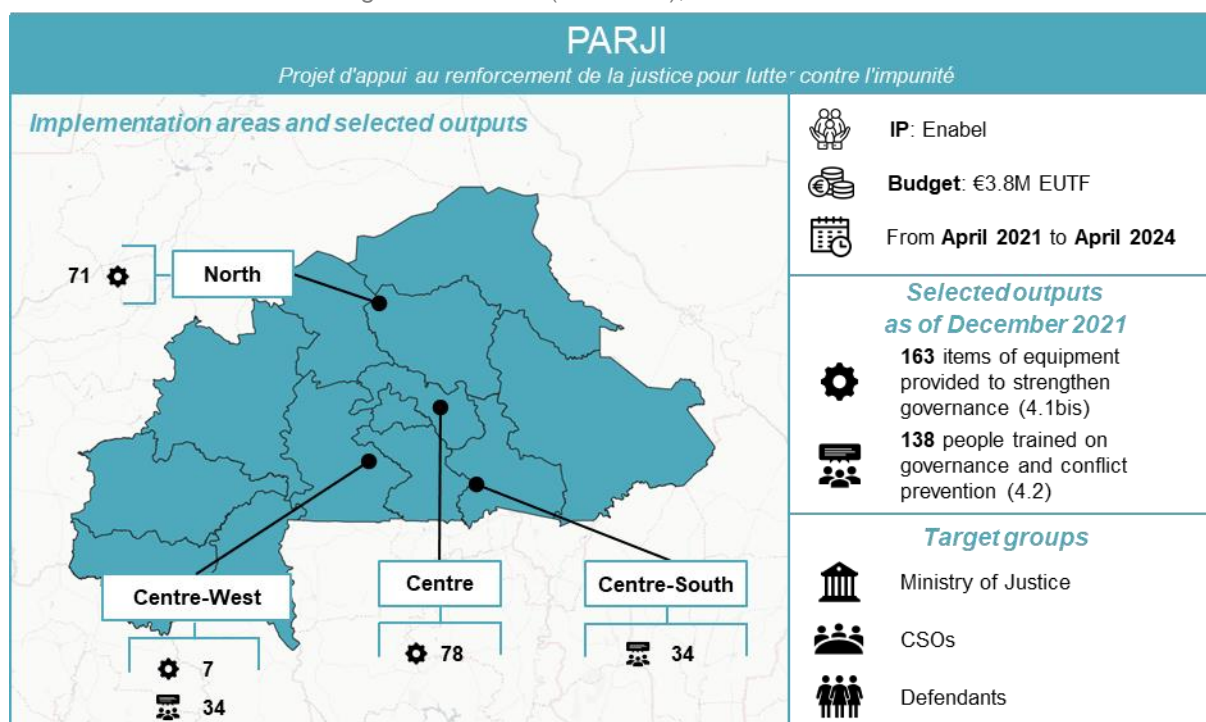 PARJI
Projet d'appui au renforcement de la justice pour lutter contre l'impunité
Implementation areas and selected outputs
71
North
Centre-West
7
34
Centre
78
Centre-South
34
IP: Enabel
Budget: €3.8M EUTF
From April 2021 to April 2024
Selected outputs
as of December 2021
163 items of equipment
provided to strengthen
governance (4.1bis)
138 people trained on
governance and conflict
prevention (4.2)
Target groups
Ministry of Justice
CSOs
Defendants